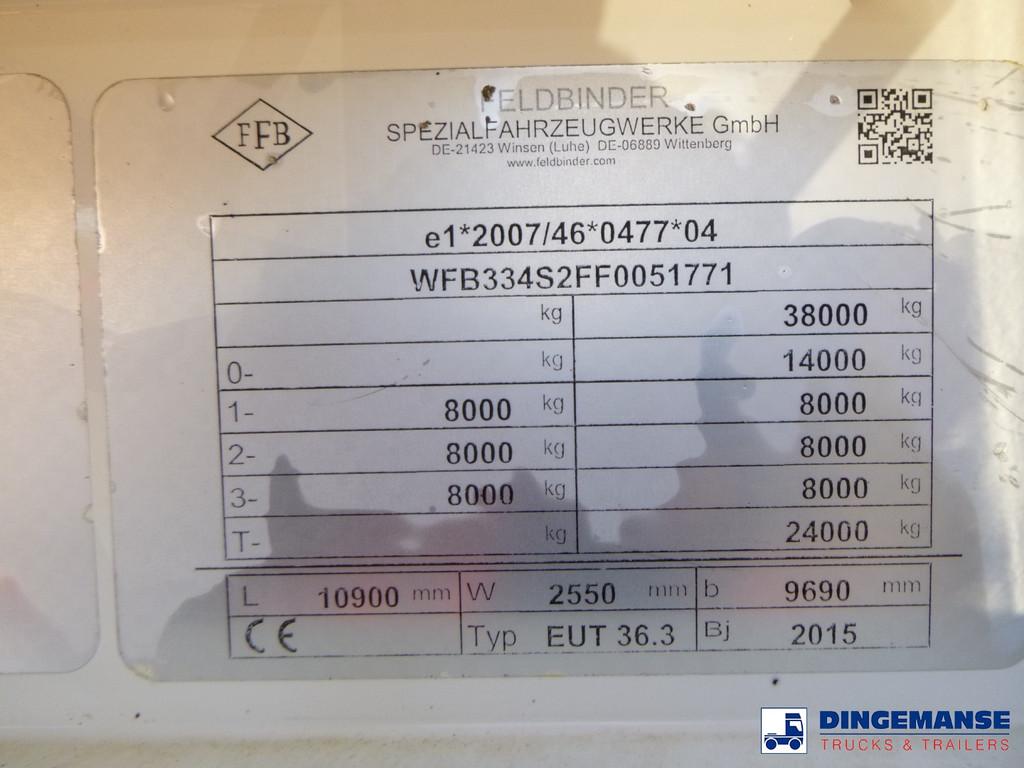 FFB
FELDBINDER
SPEZIALFAHRZEUGWERKE GmbH
DE-21423 Winsen (Luhe) DE-06889 Wittenberg
www.feldbinder.com
e1*2007/46*0477*04
WFB334S2FF0051771
kg 38000 kg
0- kg 14000 kg
1- 8000 kg 8000 kg
2- 8000 kg 8000 kg
3- 8000 kg 8000 kg
T- kg 24000 kg
L 10900 mm W 2550 mm b 9690 mm
CE Typ EUT 36.3 Bj 2015
DINGEMANSE
TRUCKS & TRAILERS